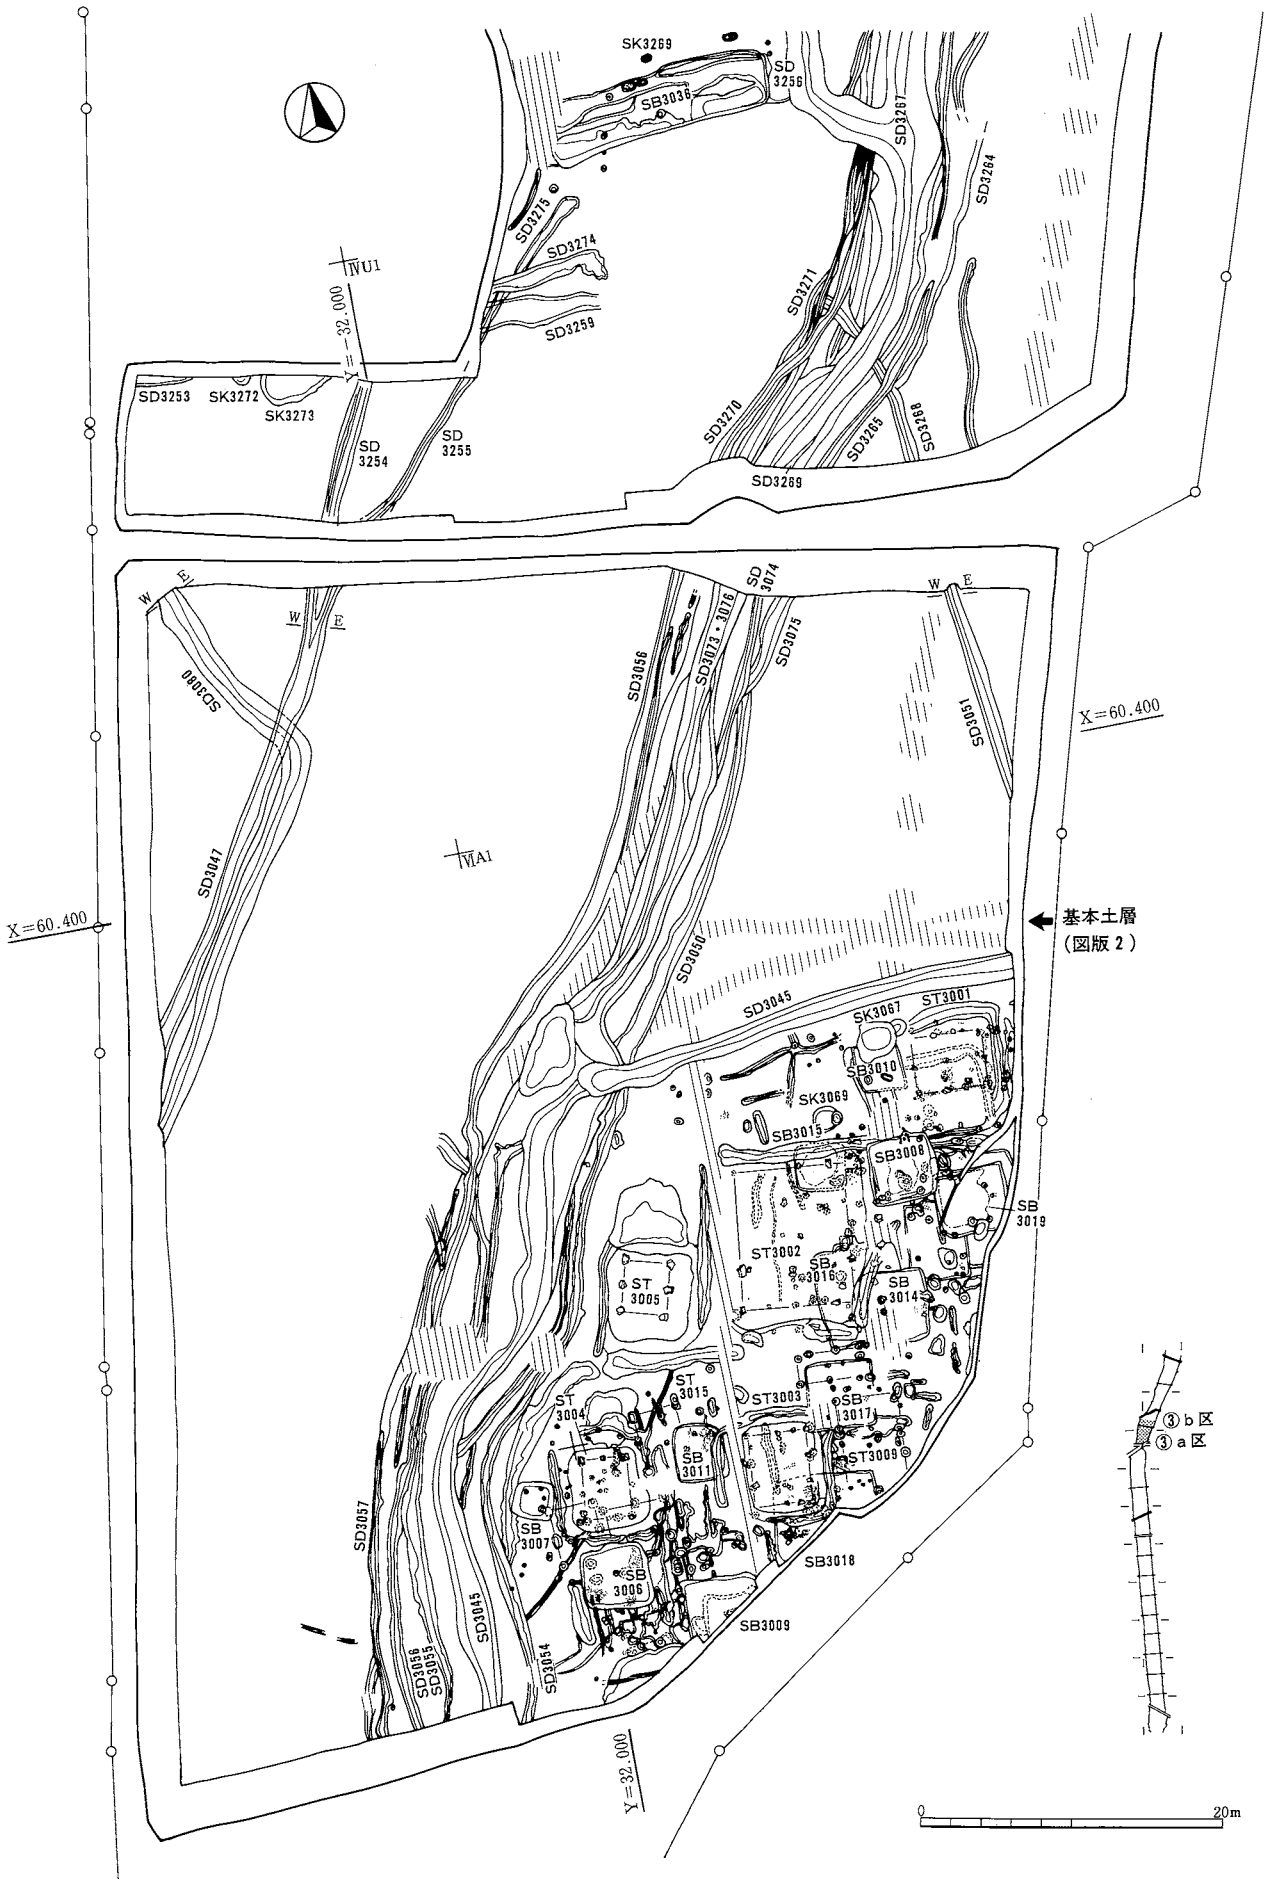 SK3269
SD
3256
SB3036
SD3267
SD3264
SD3275
SD3274
SD3259
SD3271
ⅣU1
Y=-32.000
SD3253
SK3272
SK3273
SD
3254
SD
3255
SD3270
SD3265
SD3268
SD3269
W
E
W
E
SD
3074
W
E
SD3080
SD3056
SD3073・3076
SD3075
SD3051
X=60.400
SD3047
ⅥA1
X=60.400
基本土層
(図版2)
SD3050
SD3045
ST3001
SK3067
SB3010
SK3069
SB3015
SB3008
SB
3019
ST3002
SB
3016
ST
3005
SB
3014
ST
3015
ST3003
SB
3017
ST
3004
SB
3011
ST3009
SD3057
SB
3007
SB
3006
SB3018
SB3009
SD3045
SD3056
SD3055
SD3054
③b区
③a区
Y=32.000
0
20m